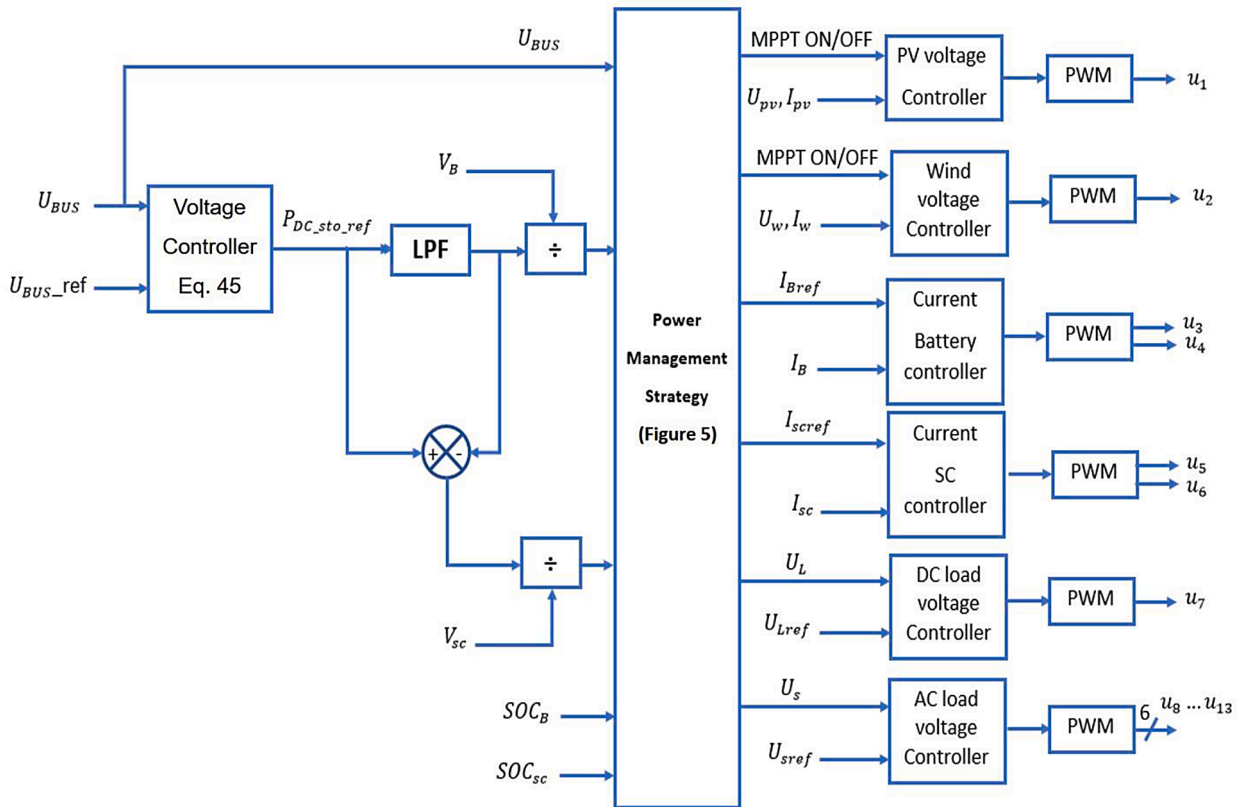 U_BUS
U_BUS
U_BUS_ref
Voltage
Controller
Eq. 45
P_DC_sto_ref
LPF
V_B
÷
+
-
÷
V_sc
SOC_B
SOC_sc
Power
Management
Strategy
(Figure 5)
MPPT ON/OFF
U_pv, I_pv
PV voltage
Controller
PWM
u_1
MPPT ON/OFF
U_w, I_w
Wind
voltage
Controller
PWM
u_2
I_Bref
I_B
Current
Battery
controller
PWM
u_3
u_4
I_scref
I_sc
Current
SC
controller
PWM
u_5
u_6
U_L
U_Lref
DC load
voltage
Controller
PWM
u_7
U_s
U_sref
AC load
voltage
Controller
PWM
6
u_8 ... u_13